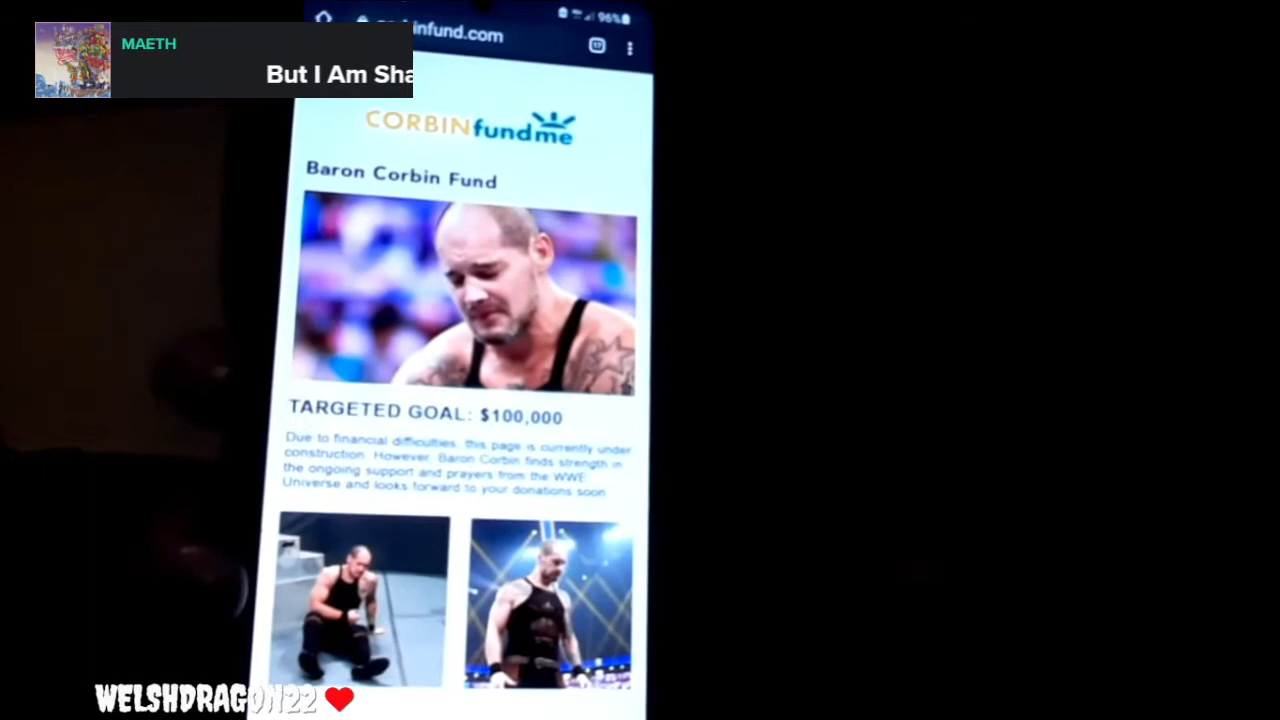 96%
infund.com
17
MAETH
But I Am Sha
CORBINfundme
Baron Corbin Fund
TARGETED GOAL: $100,000
Due to financial difficulties, this page is currently under
construction. However, Baron Corbin finds strength in
the ongoing support and prayers from the WWE
Universe and looks forward to your donations soon
WELSHDRAGON22